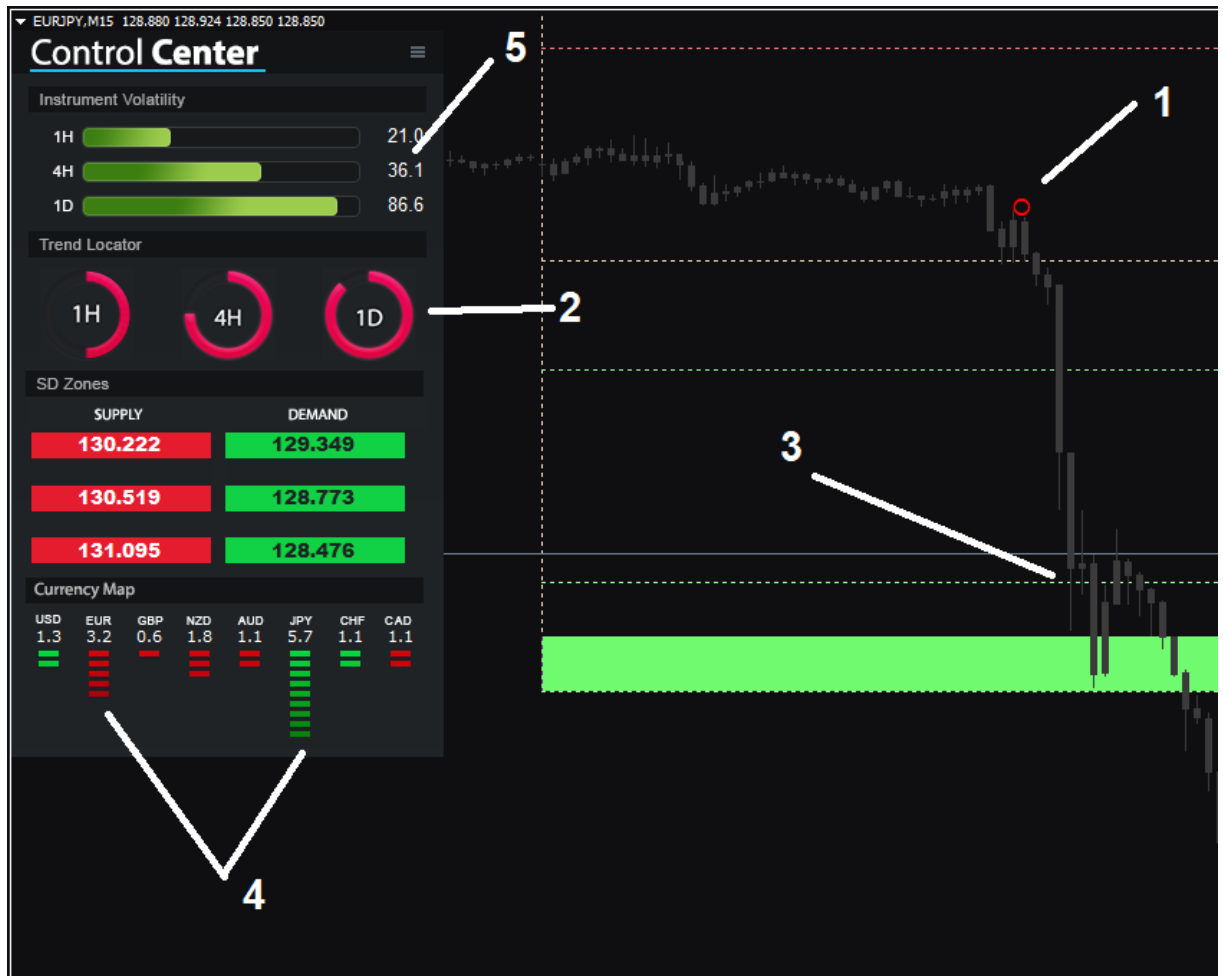 EURJPY,M15 128.880 128.924 128.850 128.850
Control Center
5
1
Instrument Volatility
1H 21.0
4H 36.1
1D 86.6
Trend Locator
1H 4H 1D
2
SD Zones
SUPPLY DEMAND
130.222 129.349
3
130.519 128.773
131.095 128.476
Currency Map
USD EUR GBP NZD AUD JPY CHF CAD
1.3 3.2 0.6 1.8 1.1 5.7 1.1 1.1
4